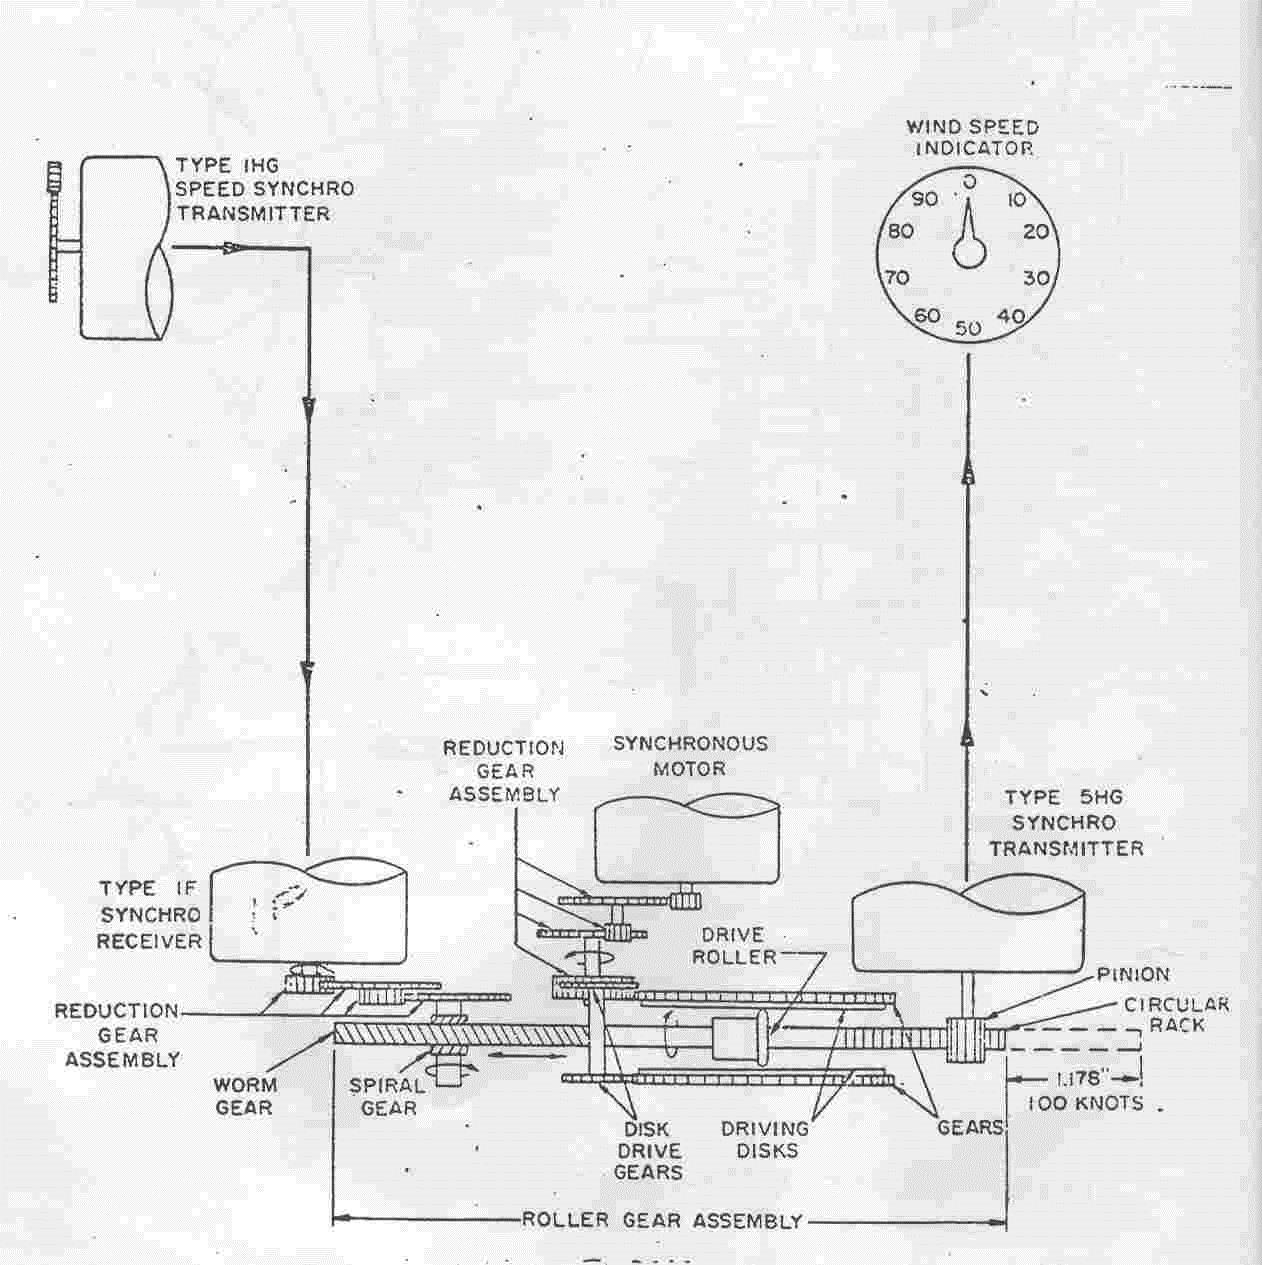 TYPE 1HG
SPEED SYNCHRO
TRANSMITTER
WIND SPEED
INDICATOR
0
10
20
30
40
50
60
70
80
90
REDUCTION
GEAR
ASSEMBLY
SYNCHRONOUS
MOTOR
TYPE 5HG
SYNCHRO
TRANSMITTER
TYPE 1F
SYNCHRO
RECEIVER
DRIVE
ROLLER
PINION
CIRCULAR
RACK
REDUCTION
GEAR
ASSEMBLY
WORM
GEAR
SPIRAL
GEAR
DISK
DRIVE
GEARS
DRIVING
DISKS
GEARS
1.178"
100 KNOTS
ROLLER GEAR ASSEMBLY